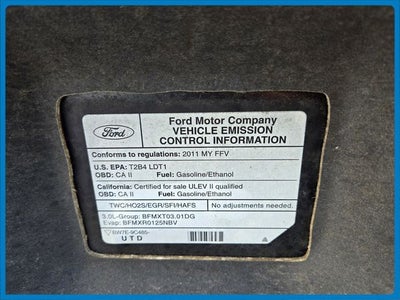 Ford
Ford Motor Company
VEHICLE EMISSION
CONTROL INFORMATION
Conforms to regulations: 2011 MY FFV
U.S. EPA: T2B4 LDT1
OBD: CA II Fuel: Gasoline/Ethanol
California: Certified for sale ULEV II qualified
OBD: CA II Fuel: Gasoline/Ethanol
TWC/HO2S/EGR/SFI/HAFS No adjustments needed.
3.0L-Group: BFMXT03.01DG
Evap: BFMXR0125NBV
BW7E-9C485-
UTD